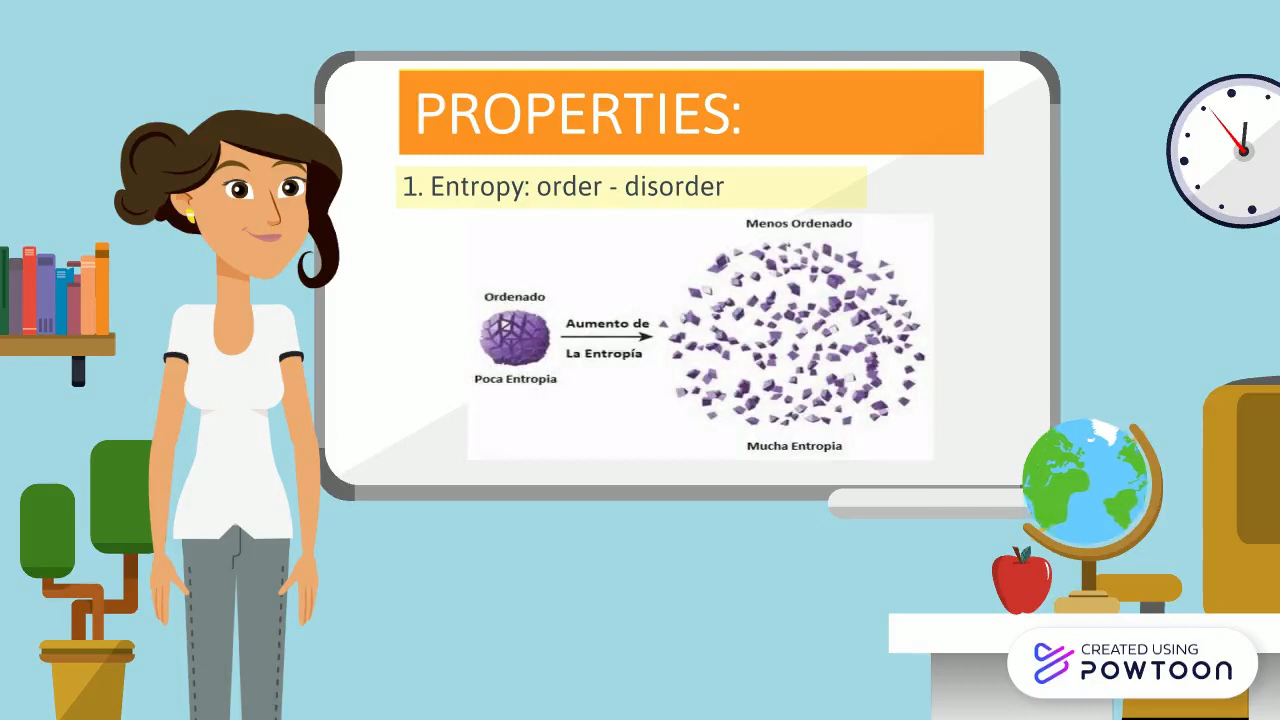 PROPERTIES:
1. Entropy: order - disorder
Menos Ordenado
Ordenado
Aumento de
La Entropía
Poca Entropia
Mucha Entropia
CREATED USING
POWTOON